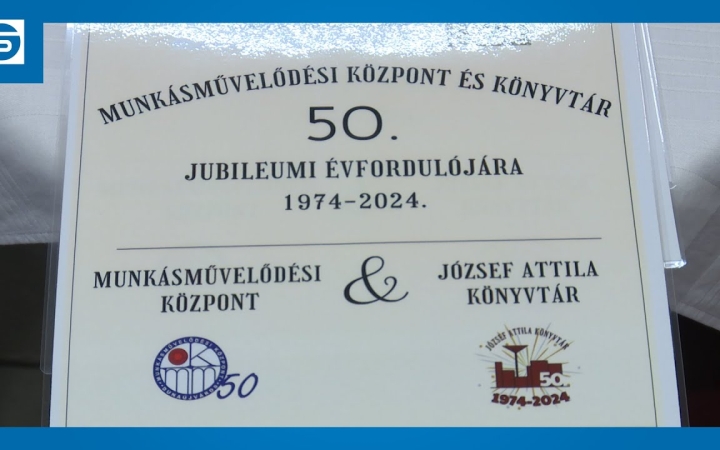 MUNKÁSMŰVELŐDÉSI KÖZPONT ÉS KÖNYVTÁR
50.
JUBILEUMI ÉVFORDULÓJÁRA
1974-2024.
MUNKÁSMŰVELŐDÉSI
KÖZPONT
&
JÓZSEF ATTILA
KÖNYVTÁR
50
JÓZSEF ATTILA KÖNYVTÁR
50.
1974-2024